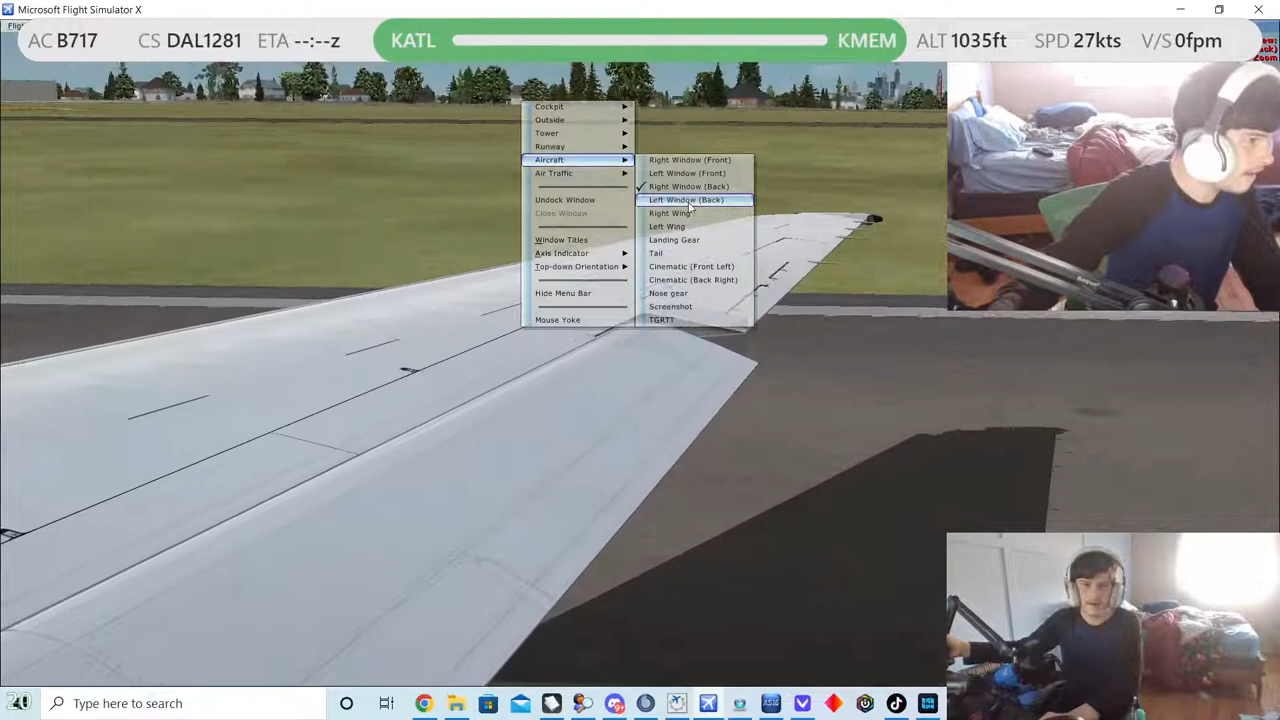 Microsoft Flight Simulator X
AC B717 CS DAL1281 ETA --:--z KATL KMEM ALT 1035ft SPD 27kts V/S 0fpm
Cockpit
Outside
Tower
Runway
Aircraft
Air Traffic
Undock Window
Close Window
Window Titles
Axis Indicator
Top-down Orientation
Hide Menu Bar
Mouse Yoke
Right Window (Front)
Left Window (Front)
Right Window (Back)
Left Window (Back)
Right Wing
Left Wing
Landing Gear
Tail
Cinematic (Front Left)
Cinematic (Back Right)
Nose gear
Screenshot
TGRTT
Zoom
Type here to search